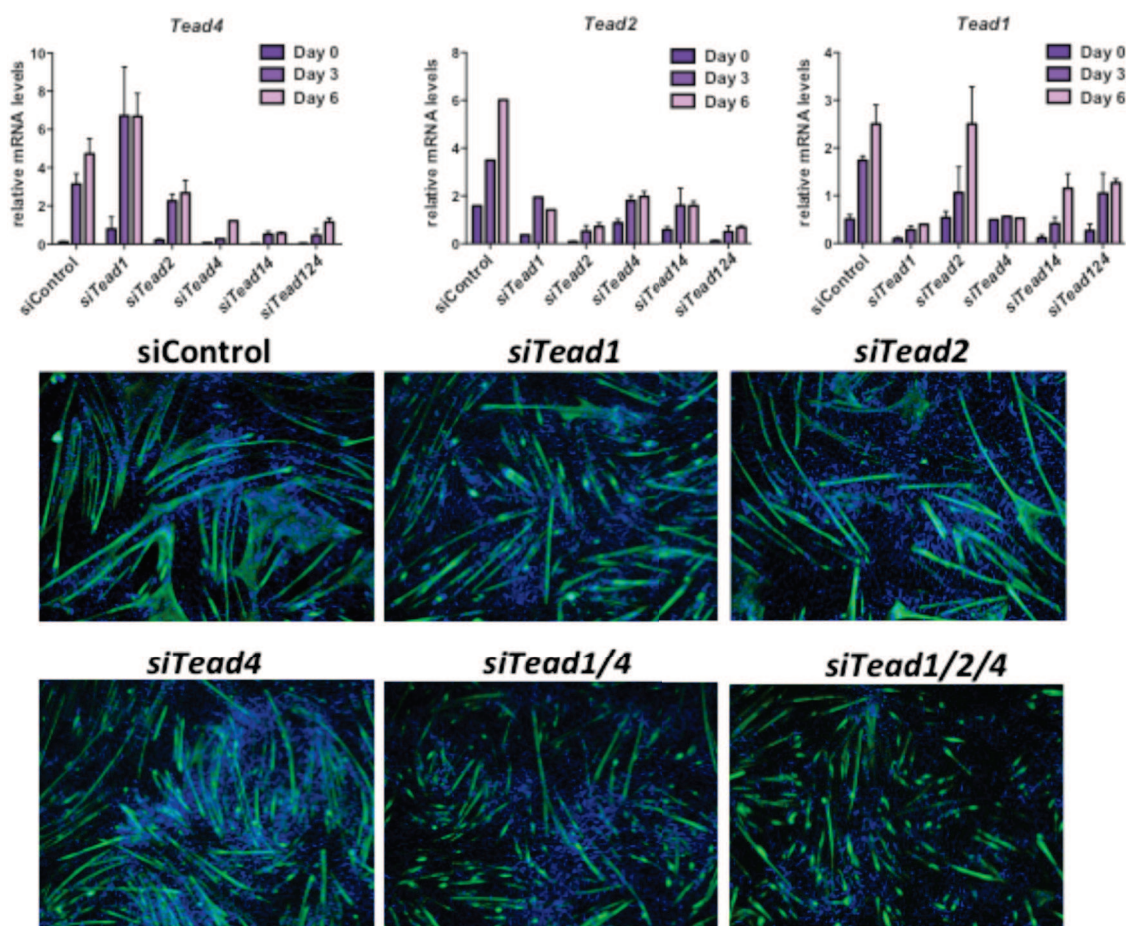 Tead4
relative mRNA levels
10
8
6
4
2
0
Day 0
Day 3
Day 6
siControl
siTead1
siTead2
siTead4
siTead14
siTead124
Tead2
relative mRNA levels
8
6
4
2
0
Day 0
Day 3
Day 6
siControl
siTead1
siTead2
siTead4
siTead14
siTead124
Tead1
relative mRNA levels
4
3
2
1
0
Day 0
Day 3
Day 6
siControl
siTead1
siTead2
siTead4
siTead14
siTead124
siControl
siTead1
siTead2
siTead4
siTead1/4
siTead1/2/4